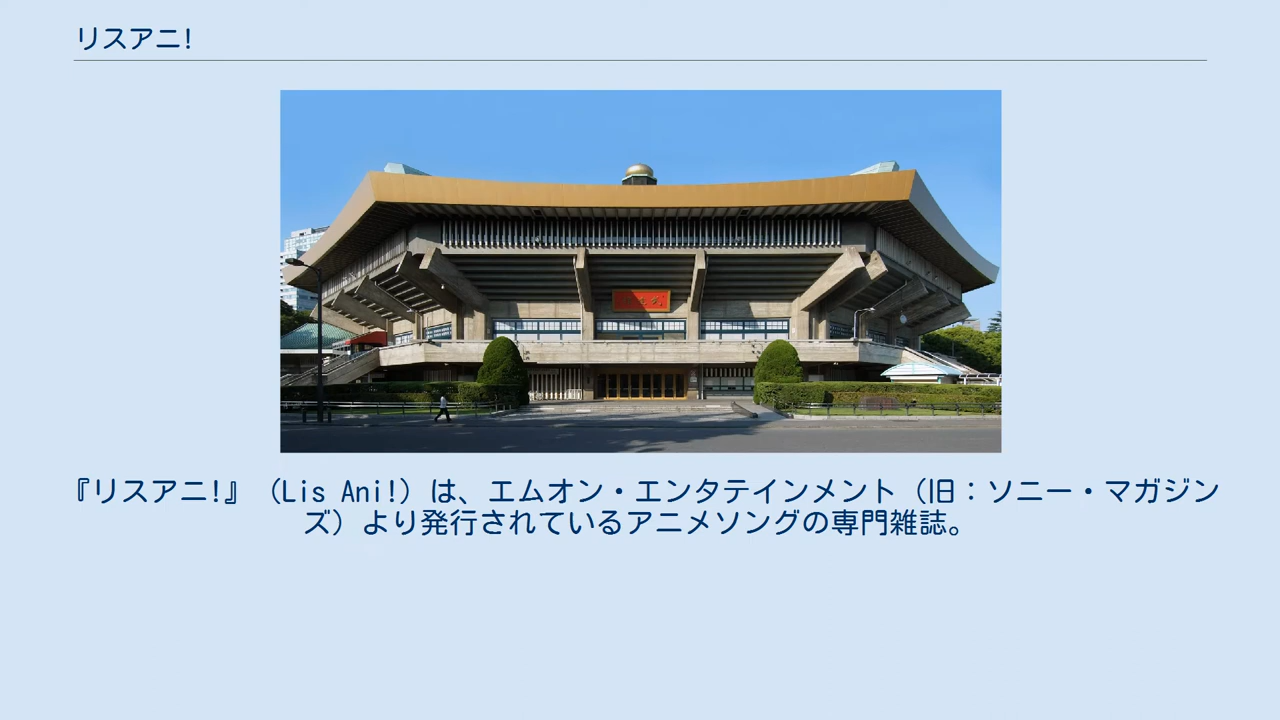 リスアニ!
『リスアニ!』（Lis Ani!）は、エムオン・エンタテインメント（旧：ソニー・マガジン
ズ）より発行されているアニメソングの専門雑誌。